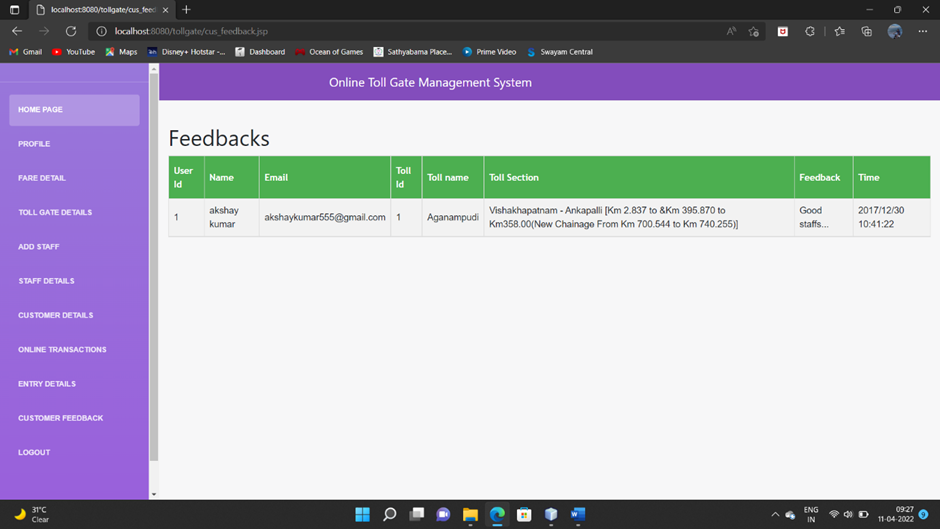 localhost:8080/tollgate/cus_feed
localhost:8080/tollgate/cus_feedback.jsp
Gmail YouTube Maps Disney+ Hotstar -... Dashboard Ocean of Games Sathyabama Place... Prime Video Swayam Central
Online Toll Gate Management System
HOME PAGE
PROFILE
FARE DETAIL
TOLL GATE DETAILS
ADD STAFF
STAFF DETAILS
CUSTOMER DETAILS
ONLINE TRANSACTIONS
ENTRY DETAILS
CUSTOMER FEEDBACK
LOGOUT
Feedbacks
User Id Name Email Toll Id Toll name Toll Section Feedback Time
1 akshay kumar akshaykumar555@gmail.com 1 Aganampudi Vishakhapatnam - Ankapalli [Km 2.837 to &Km 395.870 to Km358.00(New Chainage From Km 700.544 to Km 740.255)] Good staffs... 2017/12/30 10:41:22
31°C
Clear
ENG
IN
09:27
11-04-2022